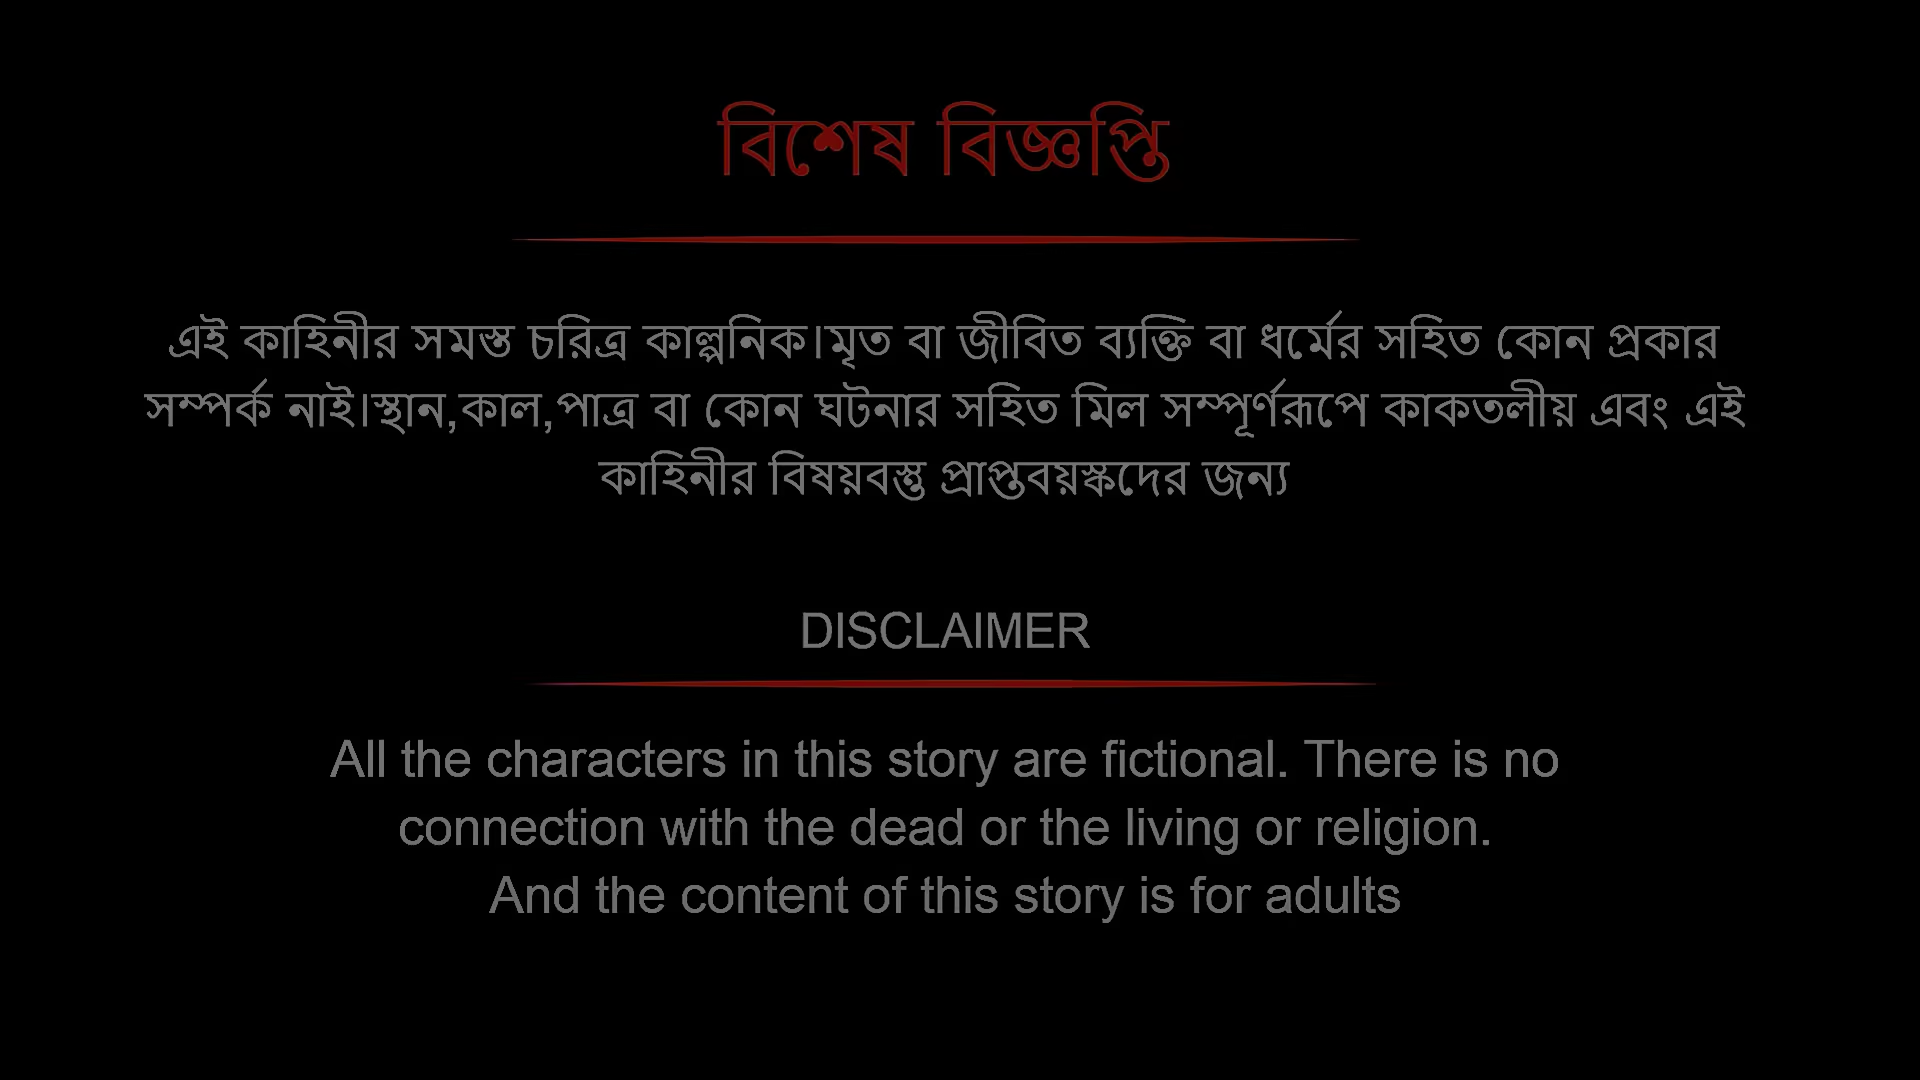 বিশেষ বিজ্ঞপ্তি
এই কাহিনীর সমস্ত চরিত্র কাল্পনিক।মৃত বা জীবিত ব্যক্তি বা ধর্মের সহিত কোন প্রকার
সম্পর্ক নাই।স্থান,কাল,পাত্র বা কোন ঘটনার সহিত মিল সম্পূর্ণরূপে কাকতলীয় এবং এই
কাহিনীর বিষয়বস্তু প্রাপ্তবয়স্কদের জন্য
DISCLAIMER
All the characters in this story are fictional. There is no
connection with the dead or the living or religion.
And the content of this story is for adults